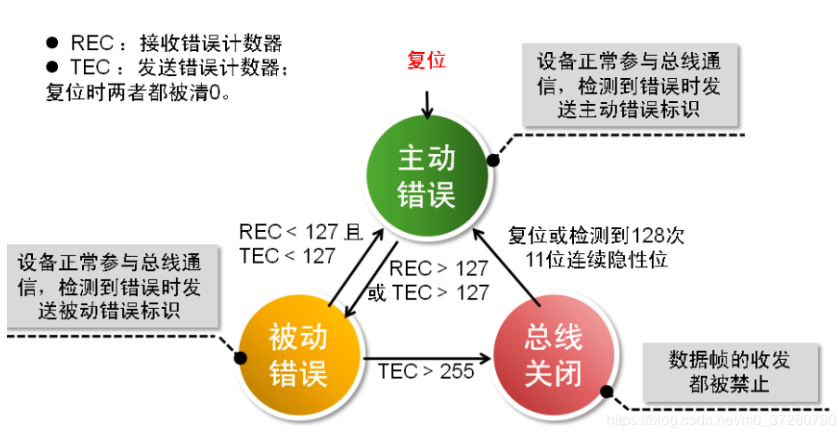 ● REC：接收错误计数器
● TEC：发送错误计数器；
复位时两者都被清0。
复位
设备正常参与总线通
信，检测到错误时发
送主动错误标识
主动
错误
REC < 127 且
TEC < 127
REC > 127
或 TEC > 127
复位或检测到128次
11位连续隐性位
设备正常参与总线通
信，检测到错误时发
送被动错误标识
被动
错误
TEC > 255
总线
关闭
数据帧的收发
都被禁止
https://blog.csdn.net/m0_37280790